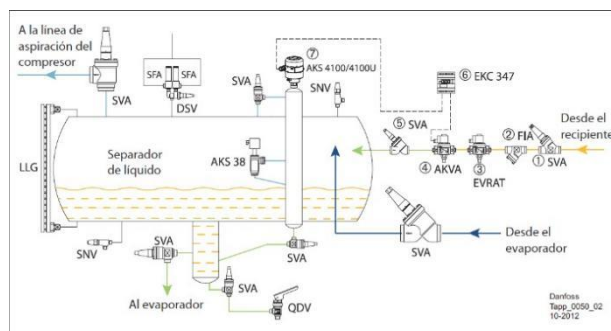 A la línea de
aspiración del
compresor
SVA
SFA
SFA
DSV
SVA
⑦
AKS 4100/4100U
SNV
⑥ EKC 347
Desde el
recipiente
⑤ SVA
② FIA
① SVA
④
AKVA
③
EVRAT
LLG
Separador
de líquido
AKS 38
SNV
SVA
SVA
SVA
Desde el
evaporador
Al evaporador
SVA
QDV
Danfoss
Tapp_0050_02
10-2012